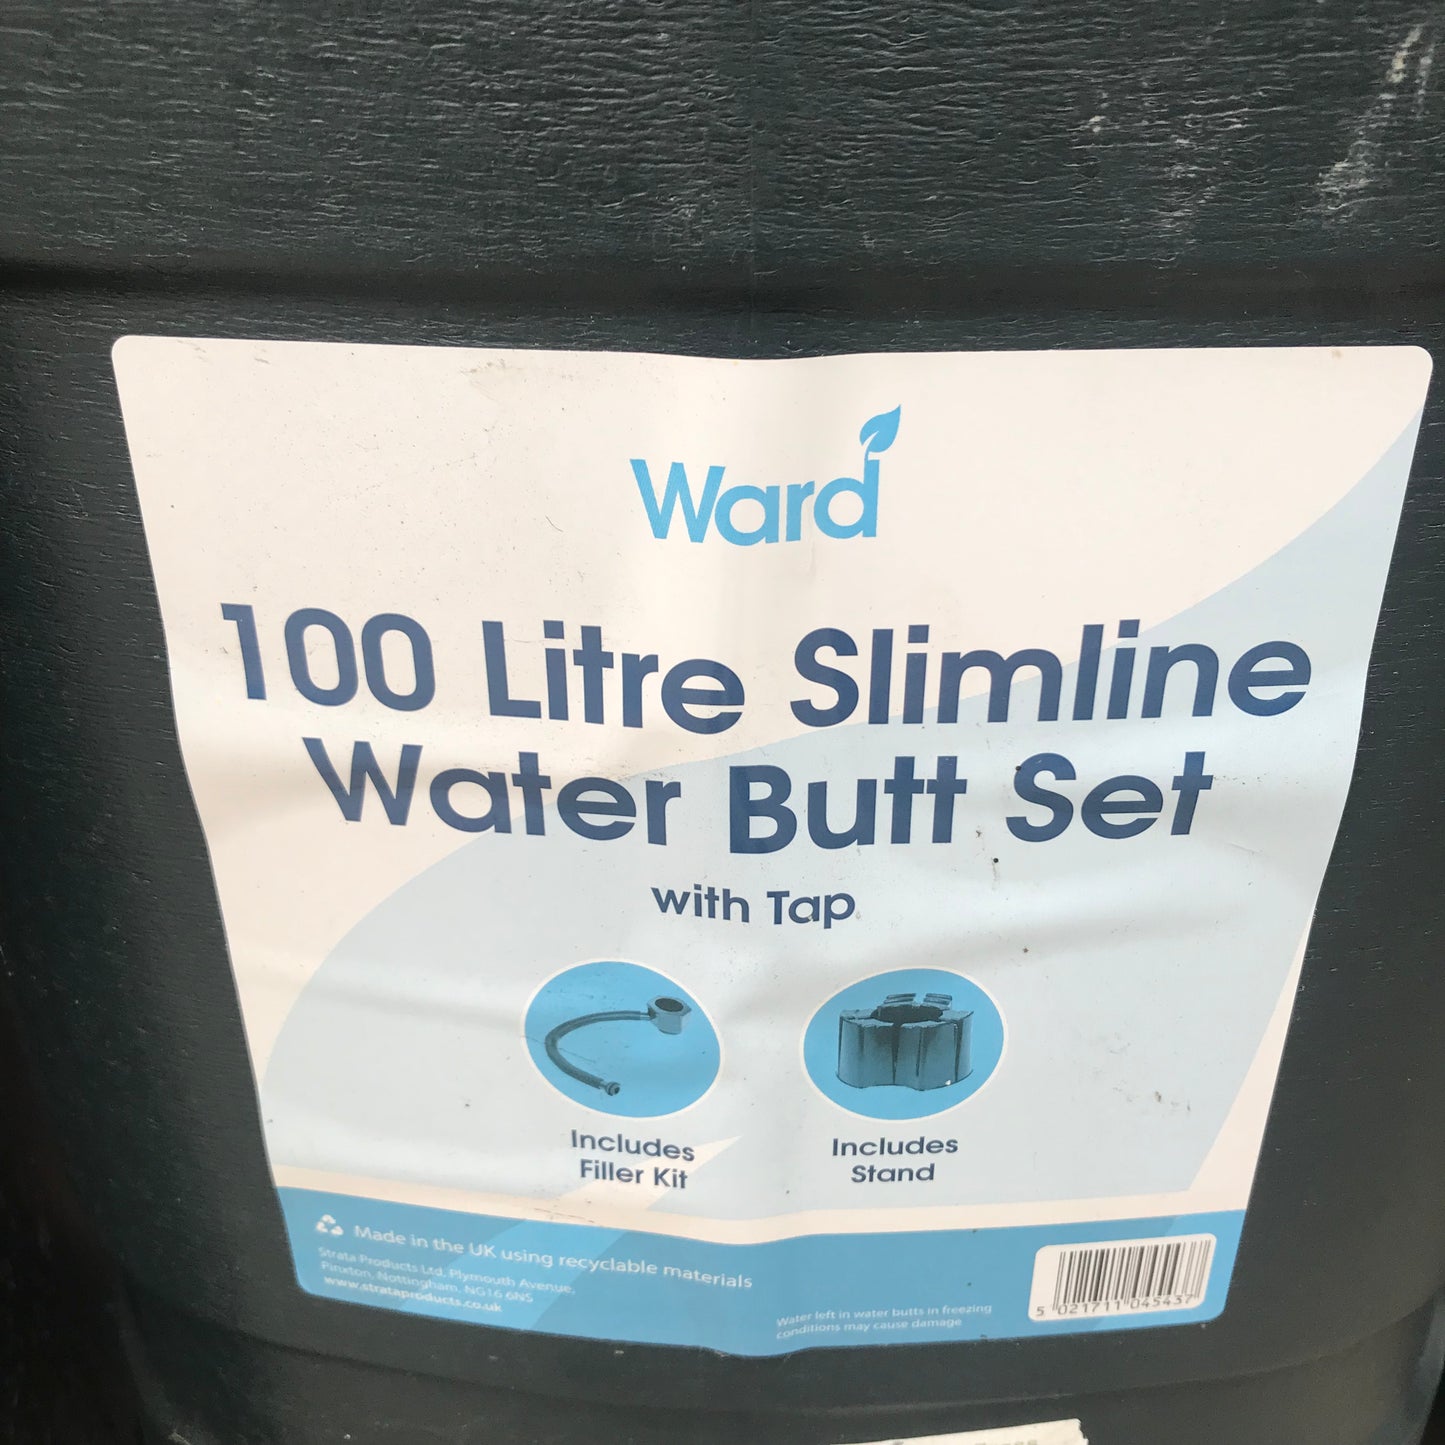 Ward
100 Litre Slimline
Water Butt Set
with Tap
Includes
Filler Kit
Includes
Stand
Made in the UK using recyclable materials
Strata Products Ltd, Plymouth Avenue,
Pinxton, Nottingham, NG16 6NS
www.strataproducts.co.uk
Water left in water butts in freezing
conditions may cause damage
5 021711 045437